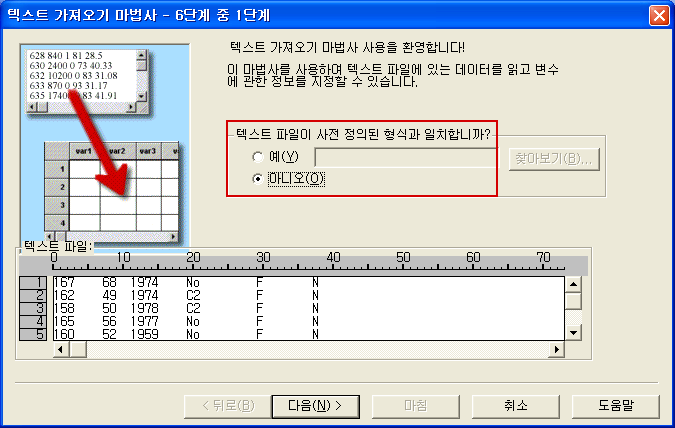 텍스트 가져오기 마법사 - 6단계 중 1단계
628 840 1 81 28.5
630 2400 0 73 40.33
632 10200 0 83 31.08
633 870 0 93 31.17
635 1740 83 41.91
var1 var2 var3
1
2
3
4
텍스트 가져오기 마법사 사용을 환영합니다!
이 마법사를 사용하여 텍스트 파일에 있는 데이터를 읽고 변수
에 관한 정보를 지정할 수 있습니다.
텍스트 파일이 사전 정의된 형식과 일치합니까?
예(Y)
찾아보기(B)...
아니오(O)
텍스트 파일:
0 10 20 30 40 50 60 70
1 167 68 1974 No F N
2 162 49 1974 C2 F N
3 158 50 1978 C2 F N
4 165 56 1977 No F N
5 160 52 1959 No F N
< 뒤로(B) 다음(N) > 마침 취소 도움말